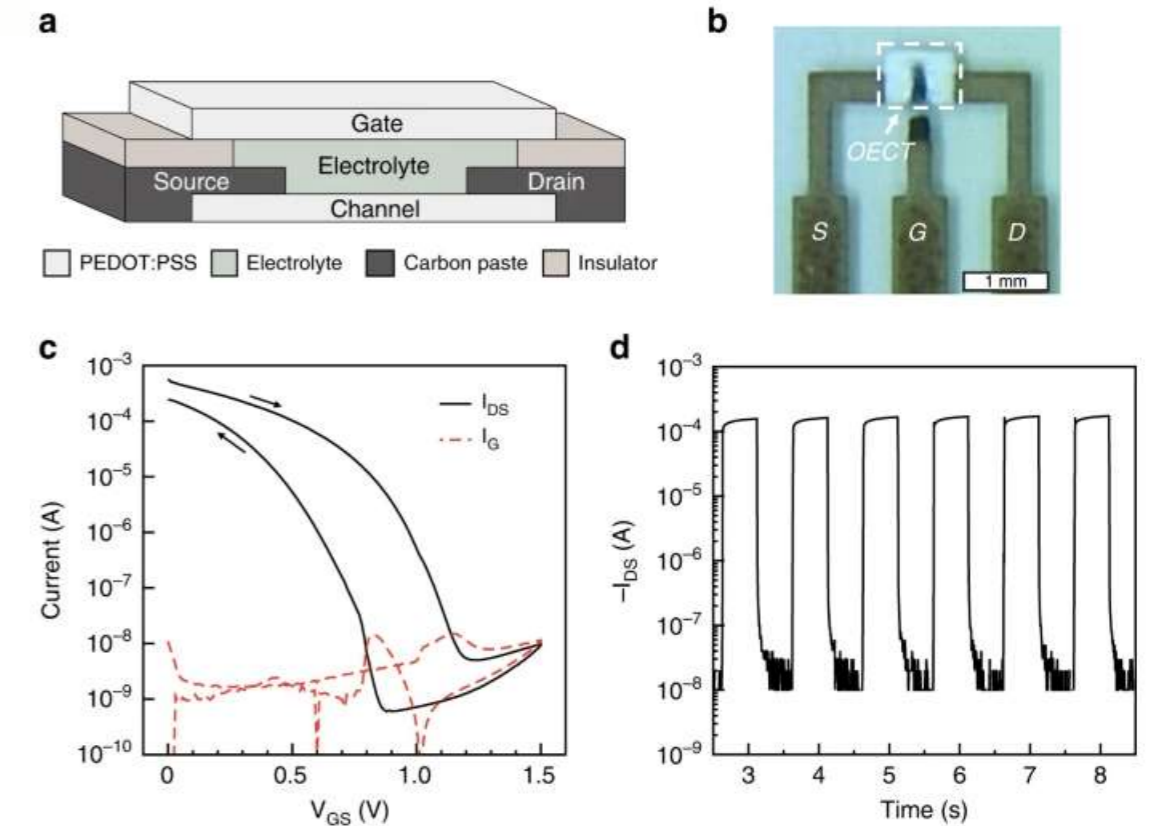 a
Gate
Electrolyte
Source
Drain
Channel
PEDOT:PSS Electrolyte Carbon paste Insulator
b
OECT
S G D
1 mm
c
Current (A)
10⁻³
10⁻⁴
10⁻⁵
10⁻⁶
10⁻⁷
10⁻⁸
10⁻⁹
10⁻¹⁰
I_DS
I_G
0 0.5 1.0 1.5
V_GS (V)
d
−I_DS (A)
10⁻³
10⁻⁴
10⁻⁵
10⁻⁶
10⁻⁷
10⁻⁸
10⁻⁹
3 4 5 6 7 8
Time (s)